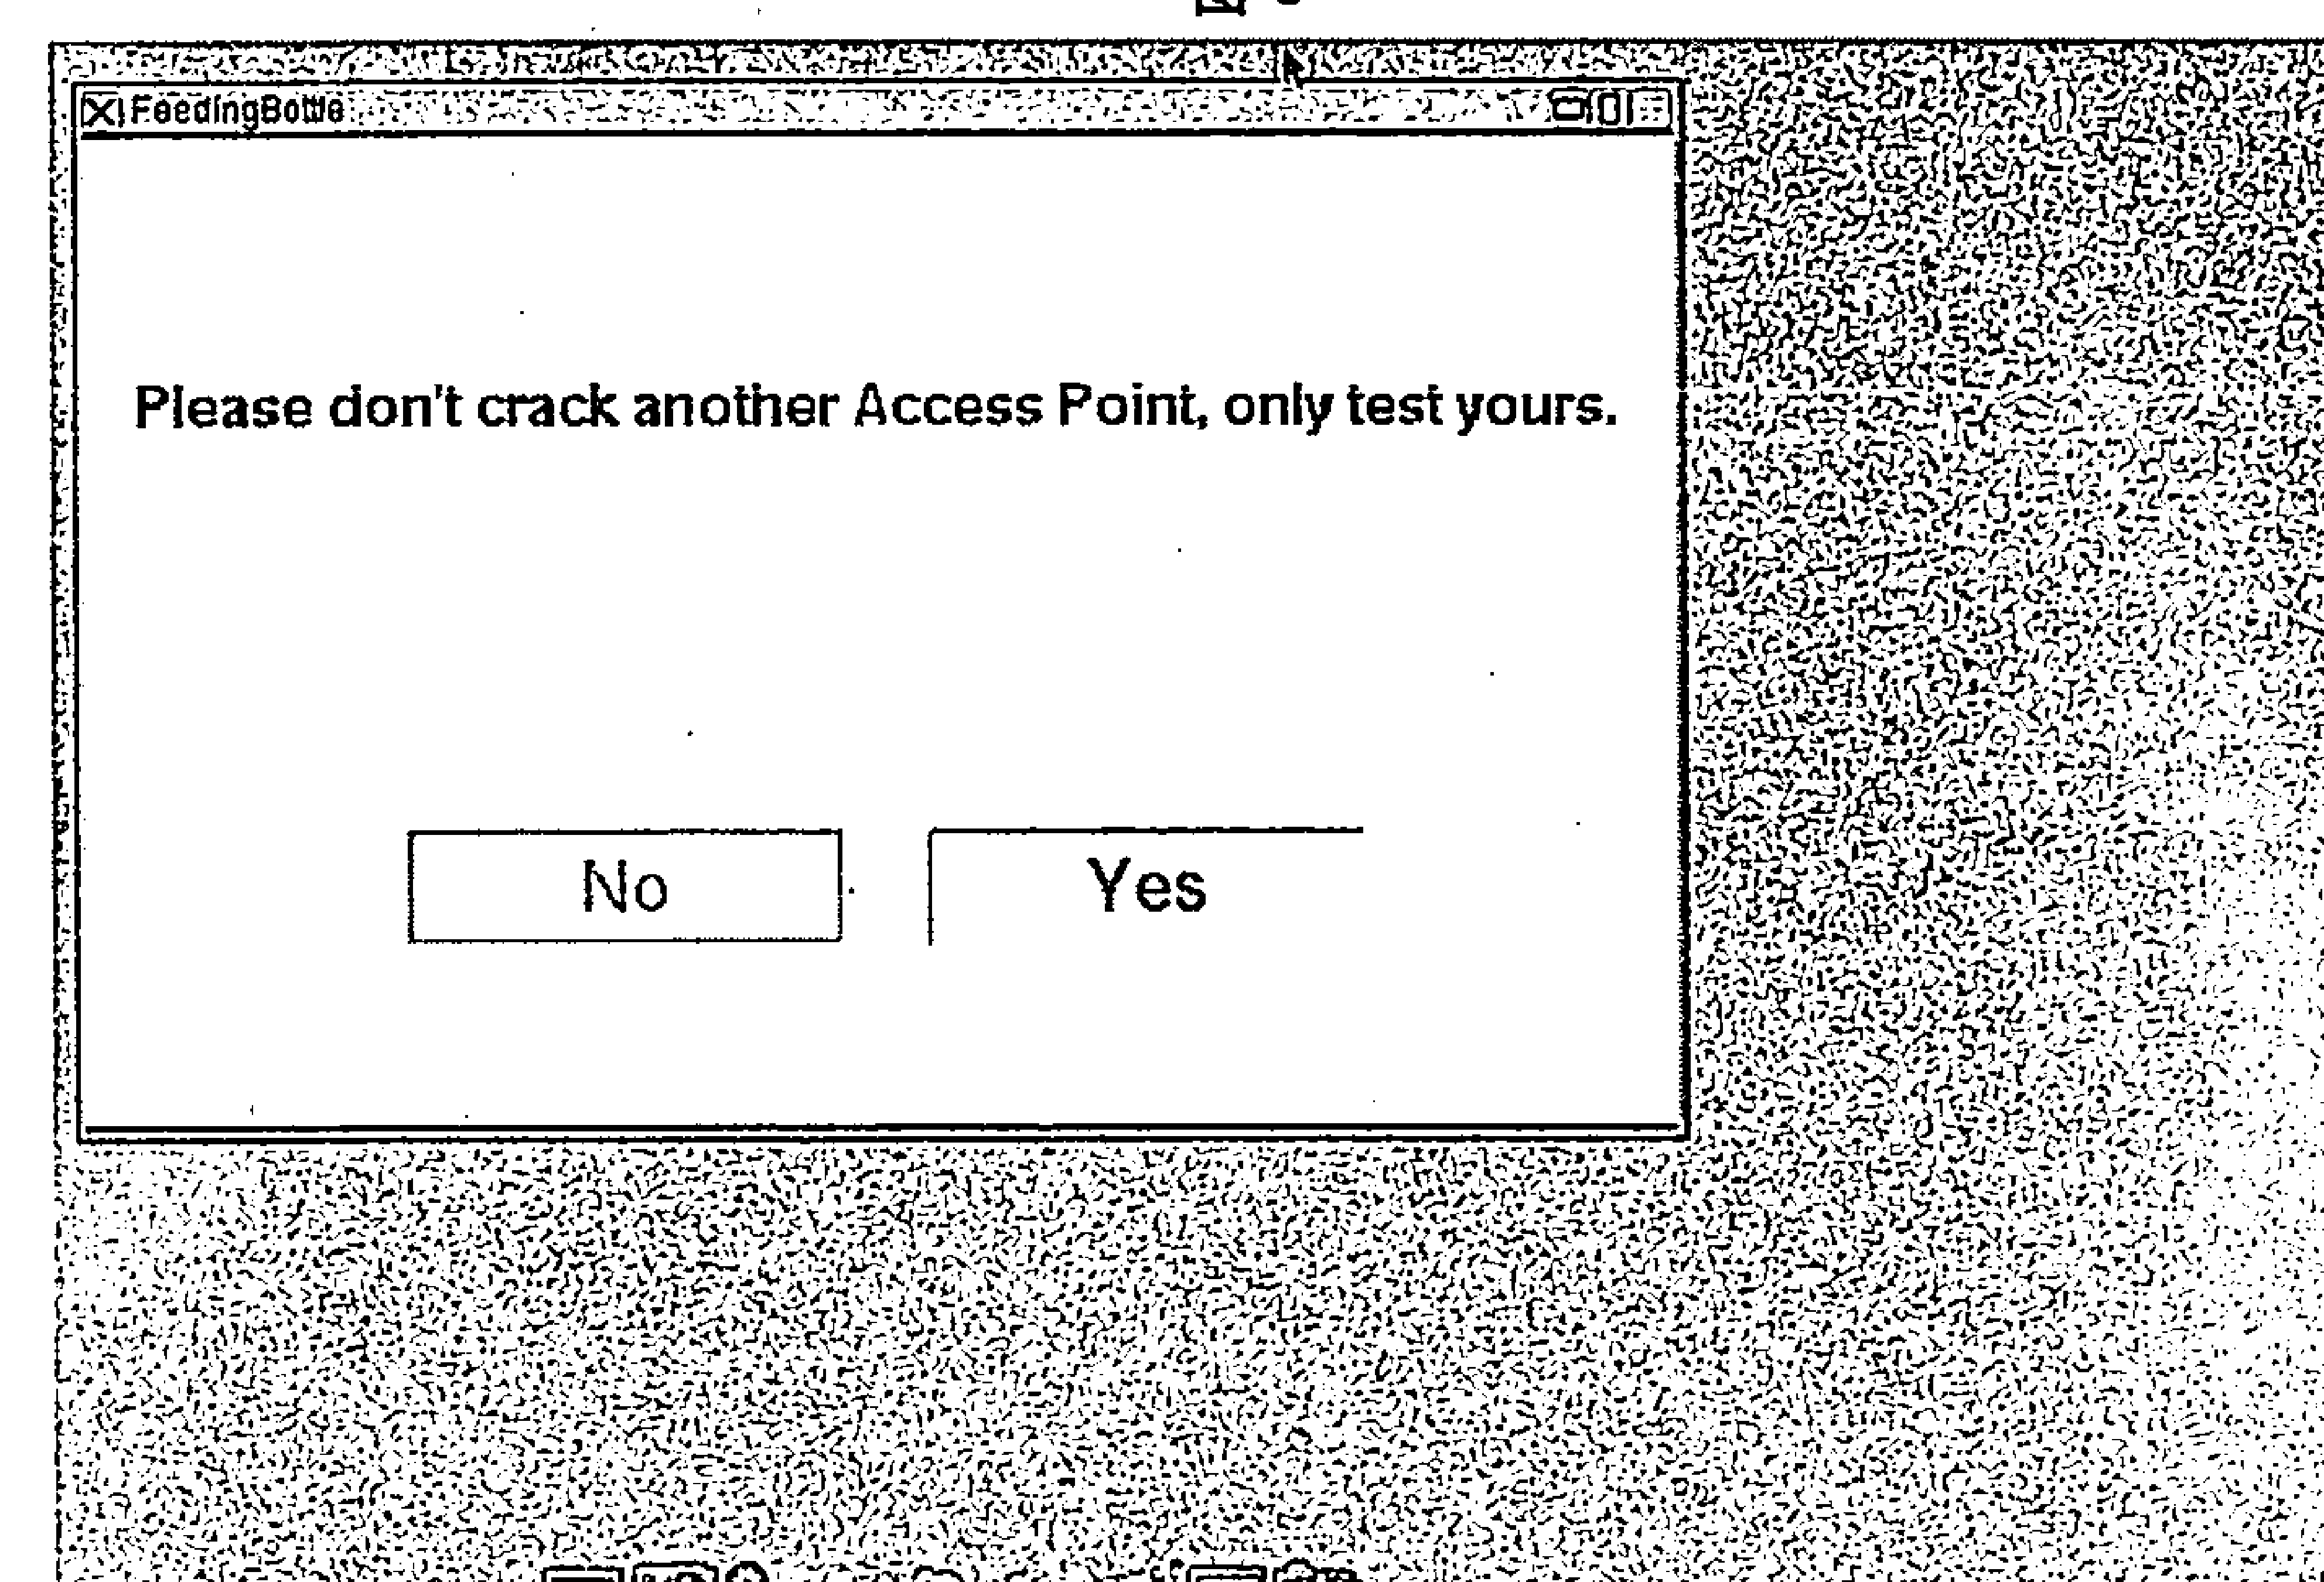 FeedingBottle
Please don't crack another Access Point, only test yours.
No
Yes